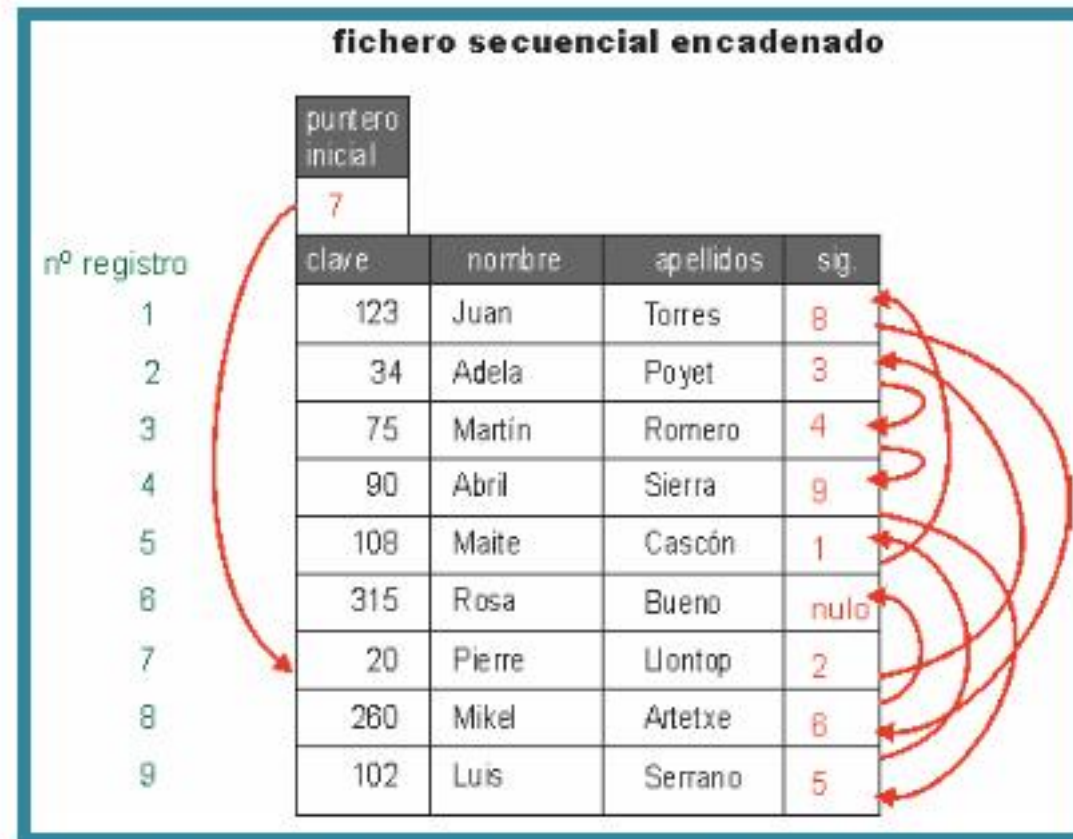 fichero secuencial encadenado
puntero
inicial
7
nº registro clave nombre apellidos sig.
1 123 Juan Torres 8
2 34 Adela Poyet 3
3 75 Martín Romero 4
4 90 Abril Sierra 9
5 108 Maite Cascón 1
6 315 Rosa Bueno nulo
7 20 Pierre Llontop 2
8 260 Mikel Artetxe 6
9 102 Luis Serrano 5